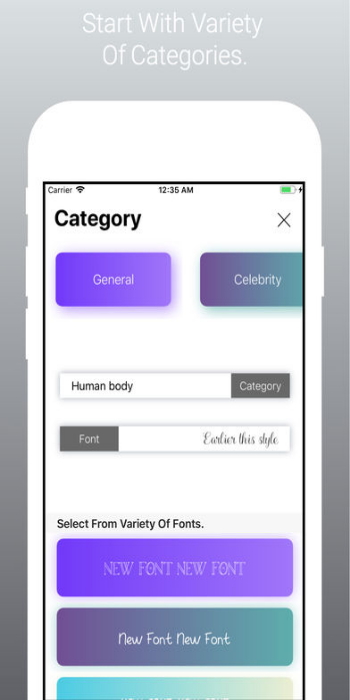 Start With Variety
Of Categories.
Carrier 12:35 AM
Category
General
Celebrity
Human body Category
Font Earlier this style
Select From Variety Of Fonts.
NEW FONT NEW FONT
New Font New Font